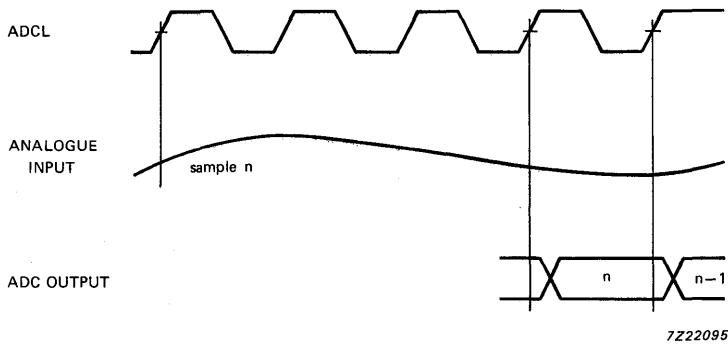 ADCL
ANALOGUE
INPUT
sample n
ADC OUTPUT
n
n−1
7Z22095